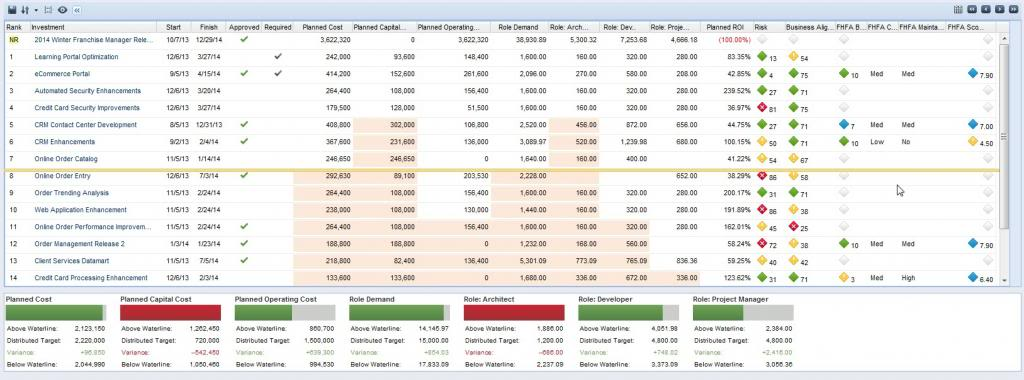 Rank Investment Start Finish Approved Required Planned Cost Planned Capital... Planned Operating... Role Demand Role: Arch... Role: Dev... Role: Proje... Planned ROI Risk Business Alig... FHFA B... FHFA C... FHFA Mainta... FHFA Sco...
NR 2014 Winter Franchise Manager Rele... 10/7/13 12/29/14 3,622,320 0 3,622,320 38,930.89 5,300.32 7,253.68 4,666.18 (100.00%)
1 Learning Portal Optimization 12/6/13 3/27/14 242,000 93,600 148,400 1,600.00 160.00 320.00 280.00 83.35% 13 54
2 eCommerce Portal 9/5/13 4/15/14 414,200 152,600 261,600 2,096.00 270.00 580.00 208.00 42.85% 4 75 10 Med Med 7.90
3 Automated Security Enhancements 12/6/13 3/20/14 264,400 108,000 156,400 1,600.00 160.00 320.00 280.00 239.52% 27 71
4 Credit Card Security Improvements 12/6/13 3/27/14 179,500 128,000 51,500 1,600.00 160.00 320.00 280.00 36.97% 81 75
5 CRM Contact Center Development 8/5/13 12/31/13 408,800 302,000 106,800 2,520.00 456.00 872.00 656.00 44.75% 27 71 7 Med Med 7.00
6 CRM Enhancements 9/2/13 2/4/14 367,600 231,600 136,000 3,089.97 520.00 1,239.98 680.00 66.15% 50 71 10 Low No 4.50
7 Online Order Catalog 11/5/13 1/14/14 246,650 246,650 0 1,640.00 160.00 400.00 41.22% 54 67
8 Online Order Entry 12/6/13 7/3/14 292,630 89,100 203,530 2,228.00 652.00 38.29% 86 58
9 Order Trending Analysis 11/5/13 2/24/14 264,400 108,000 156,400 1,600.00 160.00 320.00 280.00 200.17% 31 71
10 Web Application Enhancement 11/5/13 2/24/14 238,000 108,000 130,000 1,440.00 160.00 320.00 280.00 191.89% 86 38
11 Online Order Performance Improvem... 11/5/13 2/24/14 264,400 108,000 156,400 1,600.00 160.00 320.00 280.00 162.01% 45 25
12 Order Management Release 2 1/3/14 1/23/14 188,800 188,800 0 1,232.00 168.00 560.00 58.24% 72 38 10 Med Med 7.90
13 Client Services Datamart 11/5/13 7/5/14 218,800 82,400 136,400 5,301.09 773.09 765.09 836.36 59.25% 40 42
14 Credit Card Processing Enhancement 12/6/13 2/3/14 133,600 133,600 0 1,680.00 336.00 672.00 336.00 123.62% 31 71 3 Med High 6.40
Planned Cost Planned Capital Cost Planned Operating Cost Role Demand Role: Architect Role: Developer Role: Project Manager
Above Waterline: 2,123,150 Above Waterline: 1,262,450 Above Waterline: 860,700 Above Waterline: 14,145.97 Above Waterline: 1,886.00 Above Waterline: 4,051.98 Above Waterline: 2,384.00
Distributed Target: 2,220,000 Distributed Target: 720,000 Distributed Target: 1,500,000 Distributed Target: 15,000.00 Distributed Target: 1,200.00 Distributed Target: 4,800.00 Distributed Target: 4,800.00
Variance: +96,850 Variance: -542,450 Variance: +639,300 Variance: +854.03 Variance: -686.00 Variance: +748.02 Variance: +2,416.00
Below Waterline: 2,044,990 Below Waterline: 1,050,460 Below Waterline: 994,530 Below Waterline: 17,833.09 Below Waterline: 2,237.09 Below Waterline: 3,373.09 Below Waterline: 3,056.36